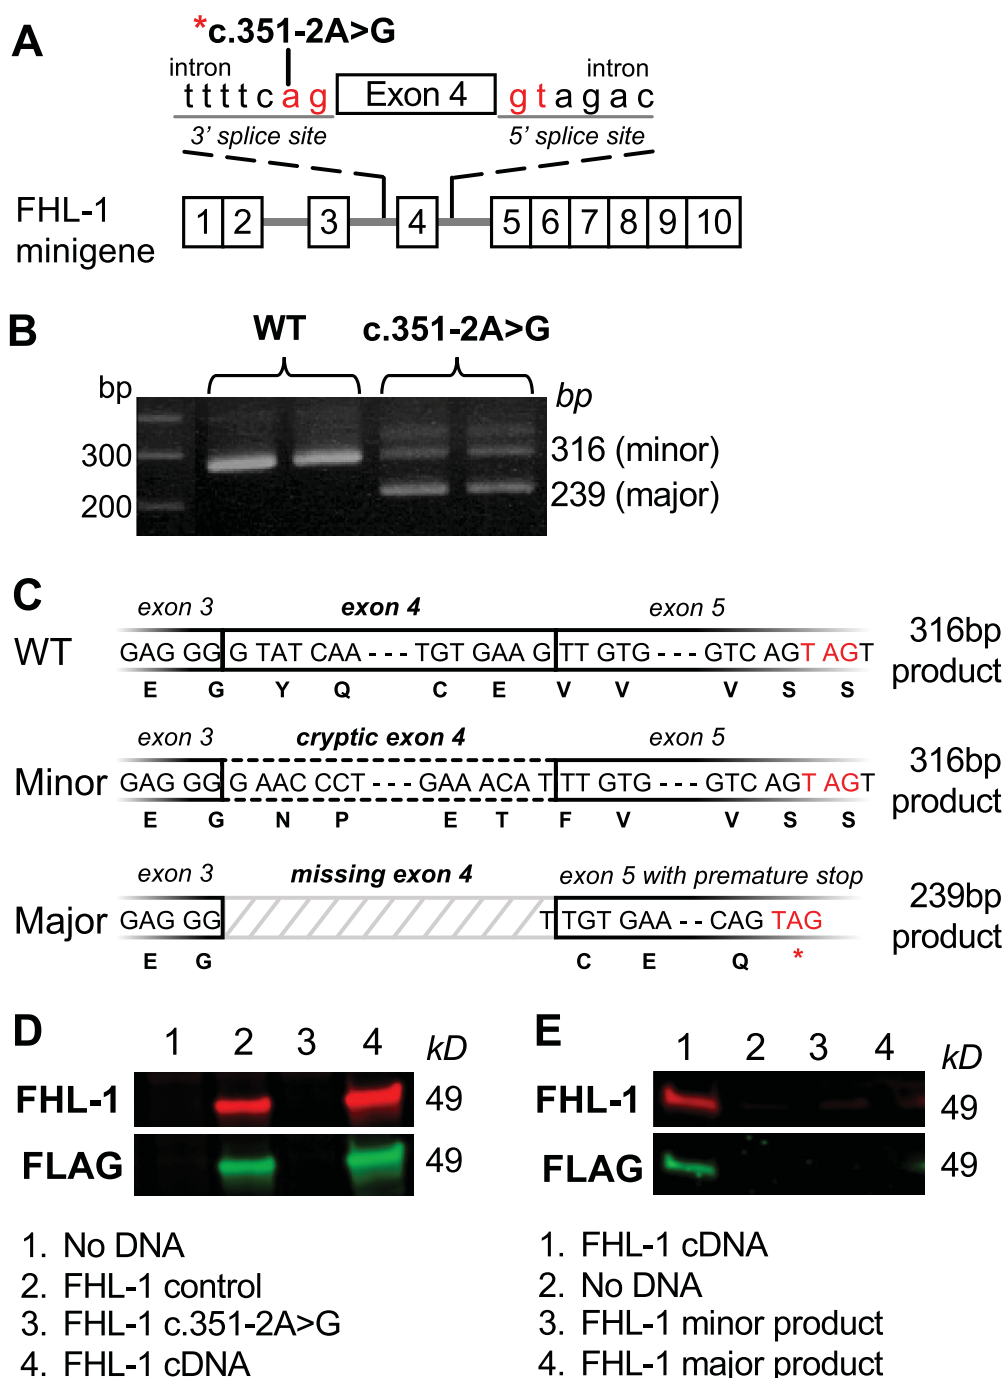 A
*c.351-2A>G
intron
intron
ttttcag
Exon 4
gtagac
3' splice site
5' splice site
FHL-1
minigene
1 2 3 4 5 6 7 8 9 10
B
WT
c.351-2A>G
bp
bp
300
316 (minor)
200
239 (major)
C
exon 3 exon 4 exon 5
WT
GAG GG G TAT CAA - - - TGT GAA G TT GTG - - - GTC AGT AGT
316bp
product
E G Y Q C E V V V S S
exon 3 cryptic exon 4 exon 5
Minor
GAG GG G AAC CCT - - - GAA ACA T TT GTG - - - GTC AGT AGT
316bp
product
E G N P E T F V V S S
exon 3 missing exon 4 exon 5 with premature stop
Major
GAG GG T TGT GAA - - CAG TAG
239bp
product
E G C E Q *
D
1 2 3 4 kD
FHL-1 49
FLAG 49
1. No DNA
2. FHL-1 control
3. FHL-1 c.351-2A>G
4. FHL-1 cDNA
E
1 2 3 4 kD
FHL-1 49
FLAG 49
1. FHL-1 cDNA
2. No DNA
3. FHL-1 minor product
4. FHL-1 major product